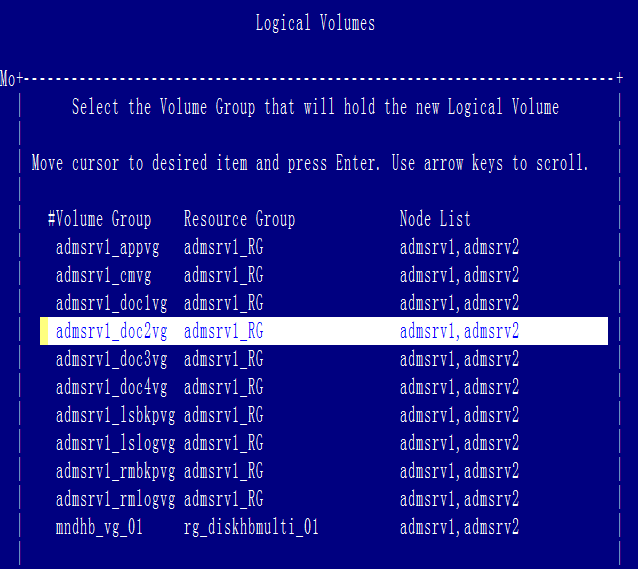 Logical Volumes
Mo+--------------------------------------------------------------------------+
Select the Volume Group that will hold the new Logical Volume
Move cursor to desired item and press Enter. Use arrow keys to scroll.
#Volume Group Resource Group Node List
admsrv1_appvg admsrv1_RG admsrv1,admsrv2
admsrv1_cmvg admsrv1_RG admsrv1,admsrv2
admsrv1_doc1vg admsrv1_RG admsrv1,admsrv2
admsrv1_doc2vg admsrv1_RG admsrv1,admsrv2
admsrv1_doc3vg admsrv1_RG admsrv1,admsrv2
admsrv1_doc4vg admsrv1_RG admsrv1,admsrv2
admsrv1_lsbkpvg admsrv1_RG admsrv1,admsrv2
admsrv1_lslogvg admsrv1_RG admsrv1,admsrv2
admsrv1_rmbkpvg admsrv1_RG admsrv1,admsrv2
admsrv1_rmlogvg admsrv1_RG admsrv1,admsrv2
mndhb_vg_01 rg_diskhbmulti_01 admsrv1,admsrv2